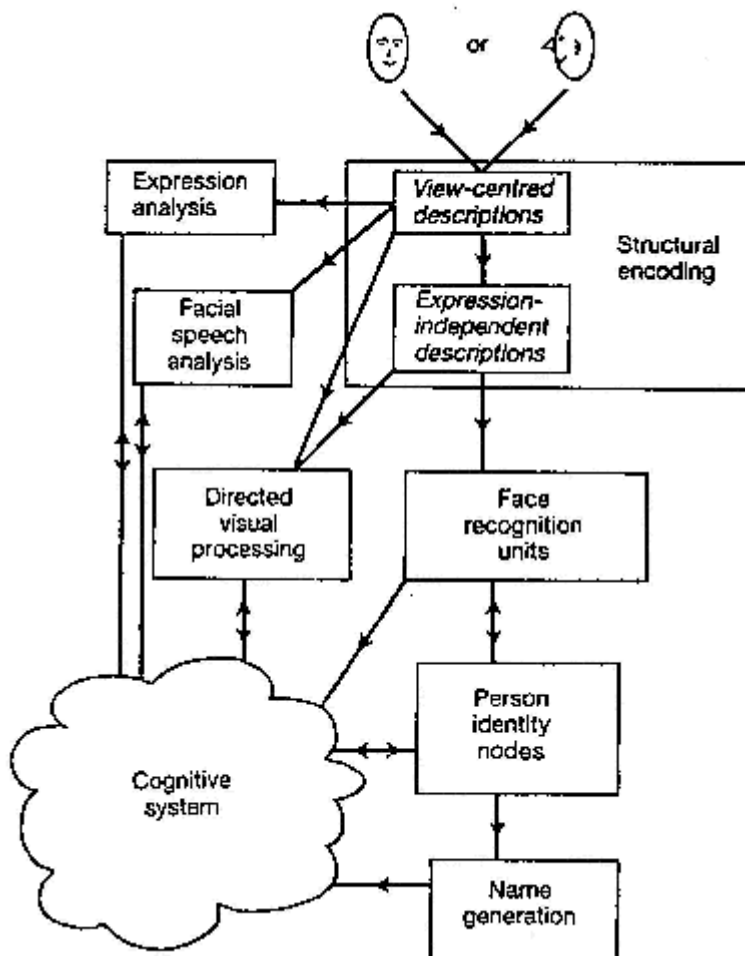 or
Expression
analysis
View-centred
descriptions
Structural
encoding
Facial
speech
analysis
Expression-
independent
descriptions
Directed
visual
processing
Face
recognition
units
Cognitive
system
Person
identity
nodes
Name
generation